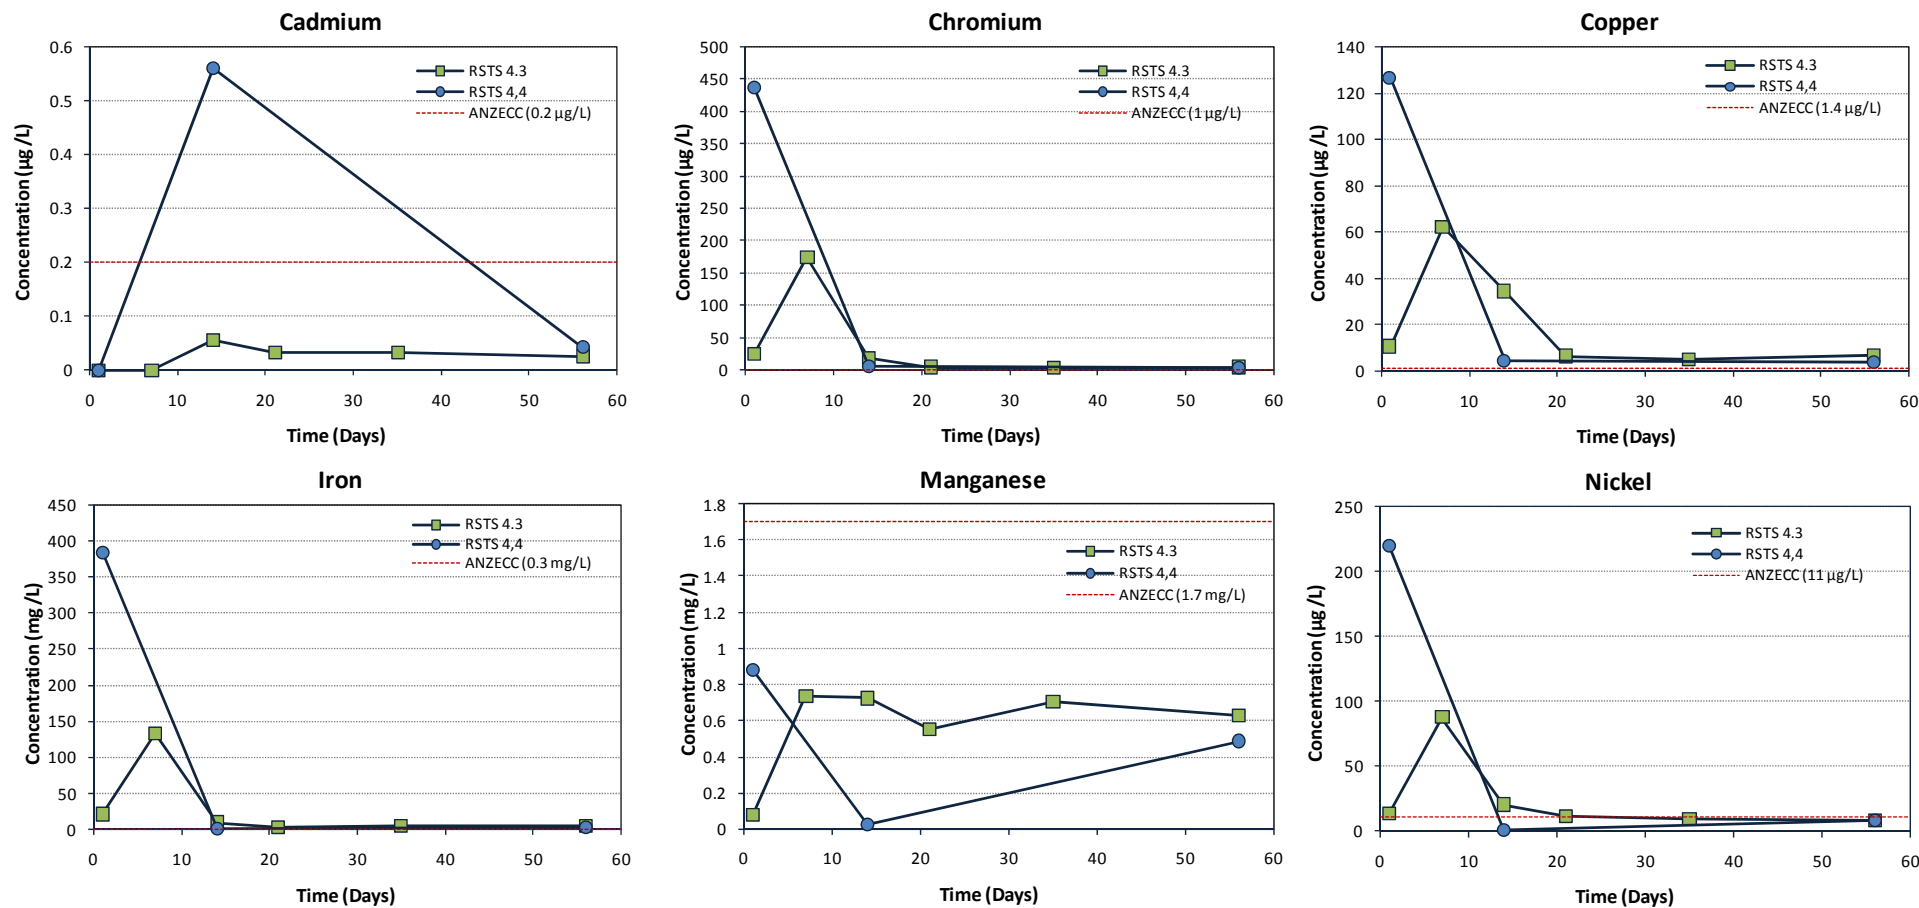 Cadmium
Concentration (µg /L)
0.6
0.5
0.4
0.3
0.2
0.1
0
0 10 20 30 40 50 60
Time (Days)
RSTS 4.3
RSTS 4,4
ANZECC (0.2 µg/L)
Chromium
Concentration (µg /L)
500
450
400
350
300
250
200
150
100
50
0
0 10 20 30 40 50 60
Time (Days)
RSTS 4.3
RSTS 4,4
ANZECC (1 µg/L)
Copper
Concentration (µg /L)
140
120
100
80
60
40
20
0
0 10 20 30 40 50 60
Time (Days)
RSTS 4.3
RSTS 4,4
ANZECC (1.4 µg/L)
Iron
Concentration (mg /L)
450
400
350
300
250
200
150
100
50
0
0 10 20 30 40 50 60
Time (Days)
RSTS 4.3
RSTS 4,4
ANZECC (0.3 mg/L)
Manganese
Concentration (mg /L)
1.8
1.6
1.4
1.2
1
0.8
0.6
0.4
0.2
0
0 10 20 30 40 50 60
Time (Days)
RSTS 4.3
RSTS 4,4
ANZECC (1.7 mg/L)
Nickel
Concentration (µg /L)
250
200
150
100
50
0
0 10 20 30 40 50 60
Time (Days)
RSTS 4.3
RSTS 4,4
ANZECC (11 µg/L)